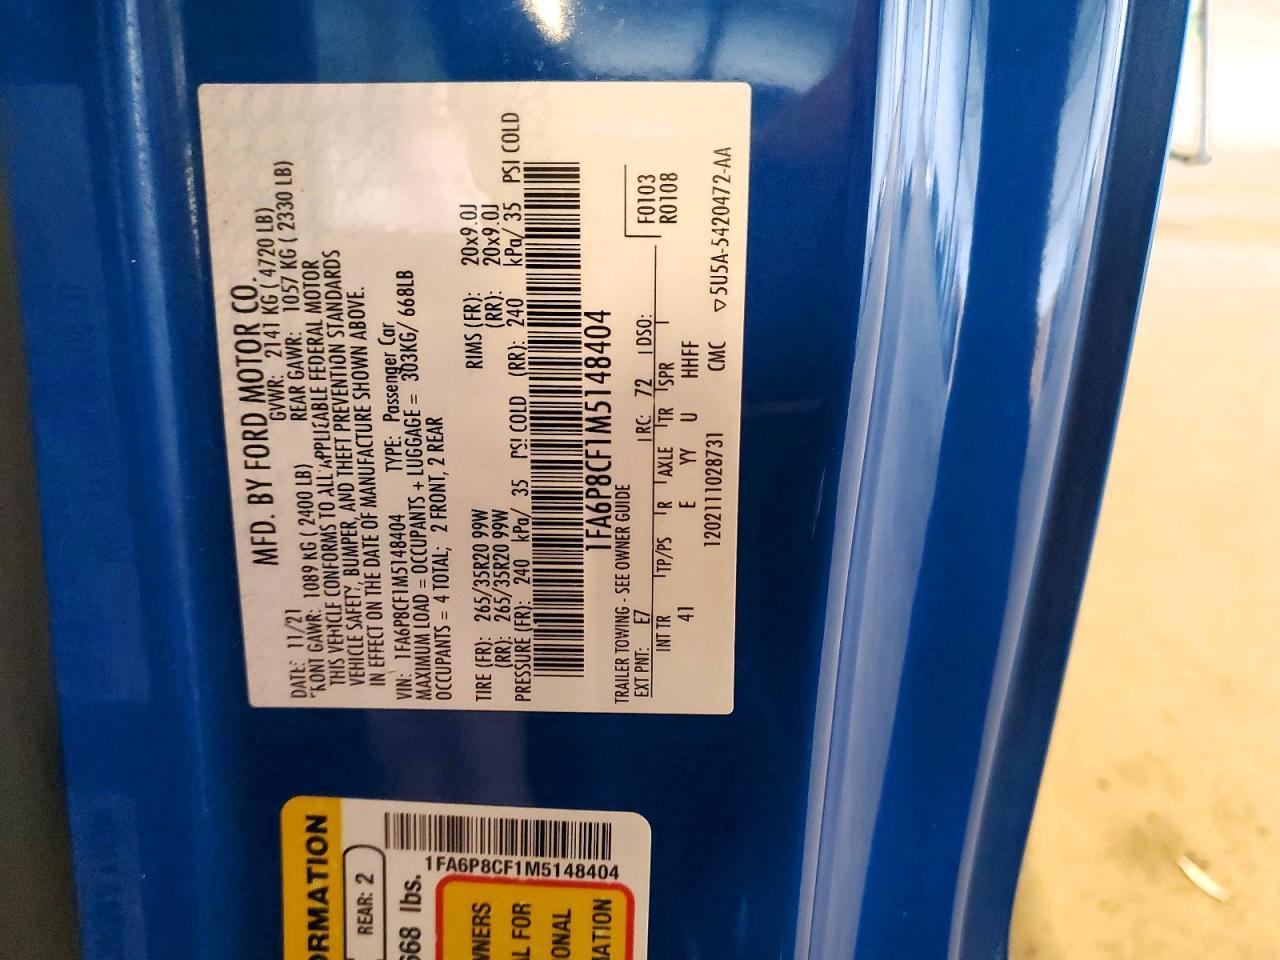 MFD. BY FORD MOTOR CO.
DATE: 11/21 GVWR: 2141 KG ( 4720 LB)
FRONT GAWR: 1089 KG ( 2400 LB) REAR GAWR: 1057 KG ( 2330 LB)
THIS VEHICLE CONFORMS TO ALL APPLICABLE FEDERAL MOTOR
VEHICLE SAFETY, BUMPER, AND THEFT PREVENTION STANDARDS
IN EFFECT ON THE DATE OF MANUFACTURE SHOWN ABOVE.
VIN: 1FA6P8CF1M5148404 TYPE: Passenger Car
MAXIMUM LOAD = OCCUPANTS + LUGGAGE = 303KG/ 668LB
OCCUPANTS = 4 TOTAL; 2 FRONT, 2 REAR
TIRE (FR): 265/35R20 99W RIMS (FR): 20x9.0J
(RR): 265/35R20 99W (RR): 20x9.0J
PRESSURE (FR): 240 kPa/ 35 PSI COLD (RR): 240 kPa/ 35 PSI COLD
1FA6P8CF1M5148404
TRAILER TOWING - SEE OWNER GUIDE F0103
EXT PNT: E7 RC: 72 DSO: R0108
INT TR TP/PS R AXLE TR SPR
41 E YY U HHFF
1202111028731 CMC ▽5U5A-5420472-AA
ORMATION
REAR: 2
1FA6P8CF1M5148404
668 lbs.
WNERS
AL FOR
IONAL
ATION